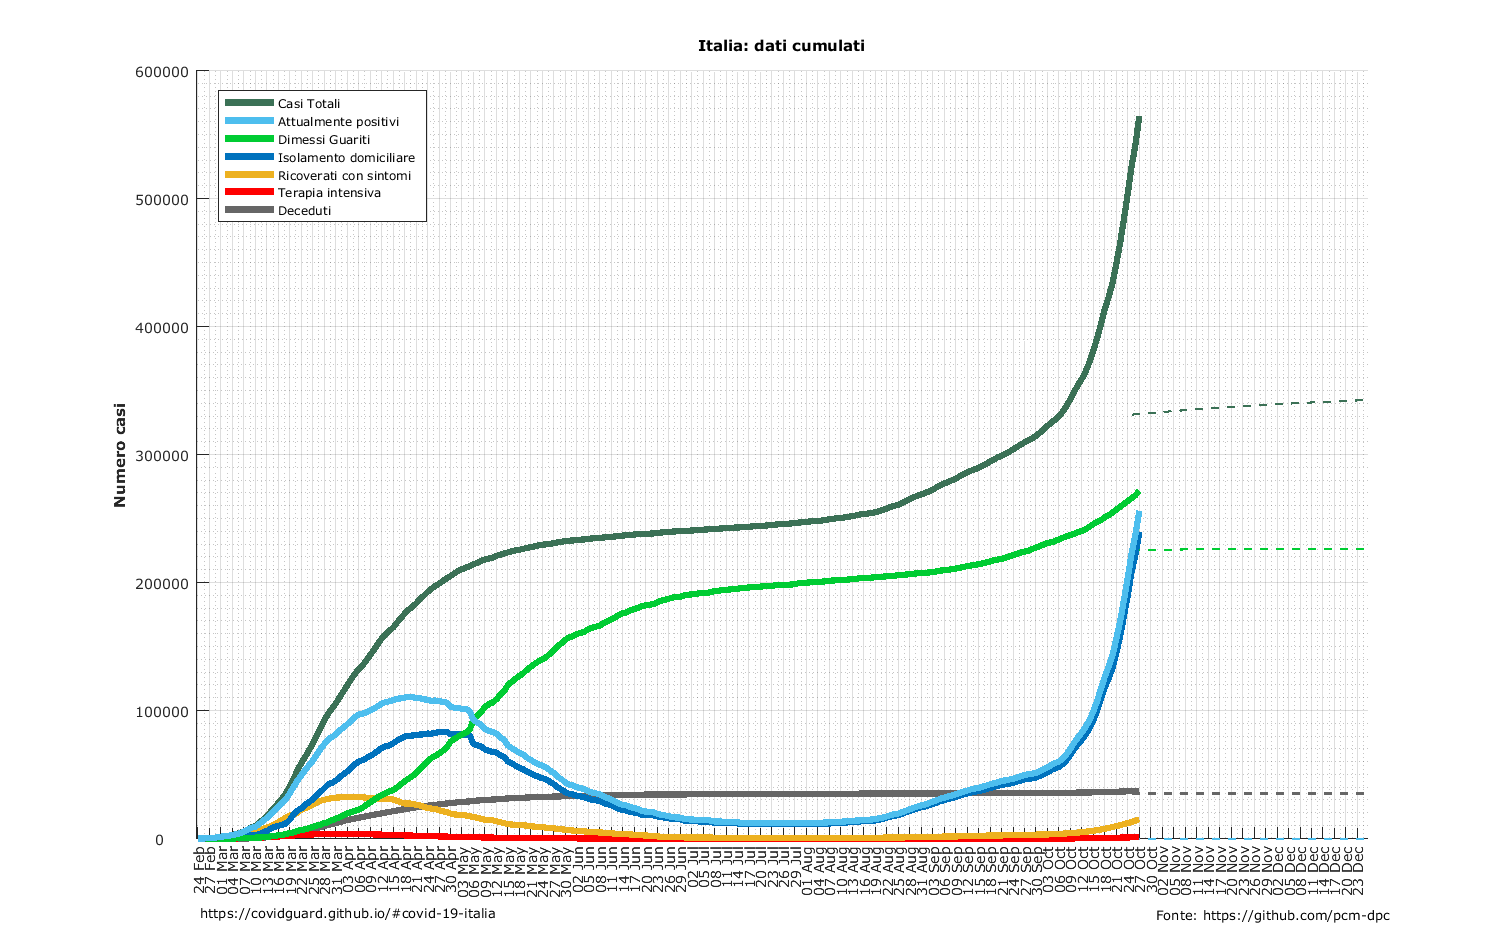 Italia: dati cumulati
600000
500000
400000
300000
200000
100000
0
Numero casi
Casi Totali
Attualmente positivi
Dimessi Guariti
Isolamento domiciliare
Ricoverati con sintomi
Terapia intensiva
Deceduti
24 Feb
27 Feb
01 Mar
04 Mar
07 Mar
10 Mar
13 Mar
16 Mar
19 Mar
22 Mar
25 Mar
28 Mar
31 Mar
03 Apr
06 Apr
09 Apr
12 Apr
15 Apr
18 Apr
21 Apr
24 Apr
27 Apr
30 Apr
03 May
06 May
09 May
12 May
15 May
18 May
21 May
24 May
27 May
30 May
02 Jun
05 Jun
08 Jun
11 Jun
14 Jun
17 Jun
20 Jun
23 Jun
26 Jun
29 Jun
02 Jul
05 Jul
08 Jul
11 Jul
14 Jul
17 Jul
20 Jul
23 Jul
26 Jul
29 Jul
01 Aug
04 Aug
07 Aug
10 Aug
13 Aug
16 Aug
19 Aug
22 Aug
25 Aug
28 Aug
31 Aug
03 Sep
06 Sep
09 Sep
12 Sep
15 Sep
18 Sep
21 Sep
24 Sep
27 Sep
30 Sep
03 Oct
06 Oct
09 Oct
12 Oct
15 Oct
18 Oct
21 Oct
24 Oct
27 Oct
30 Oct
02 Nov
05 Nov
08 Nov
11 Nov
14 Nov
17 Nov
20 Nov
23 Nov
26 Nov
29 Nov
02 Dec
05 Dec
08 Dec
11 Dec
14 Dec
17 Dec
20 Dec
23 Dec
https://covidguard.github.io/#covid-19-italia
Fonte: https://github.com/pcm-dpc